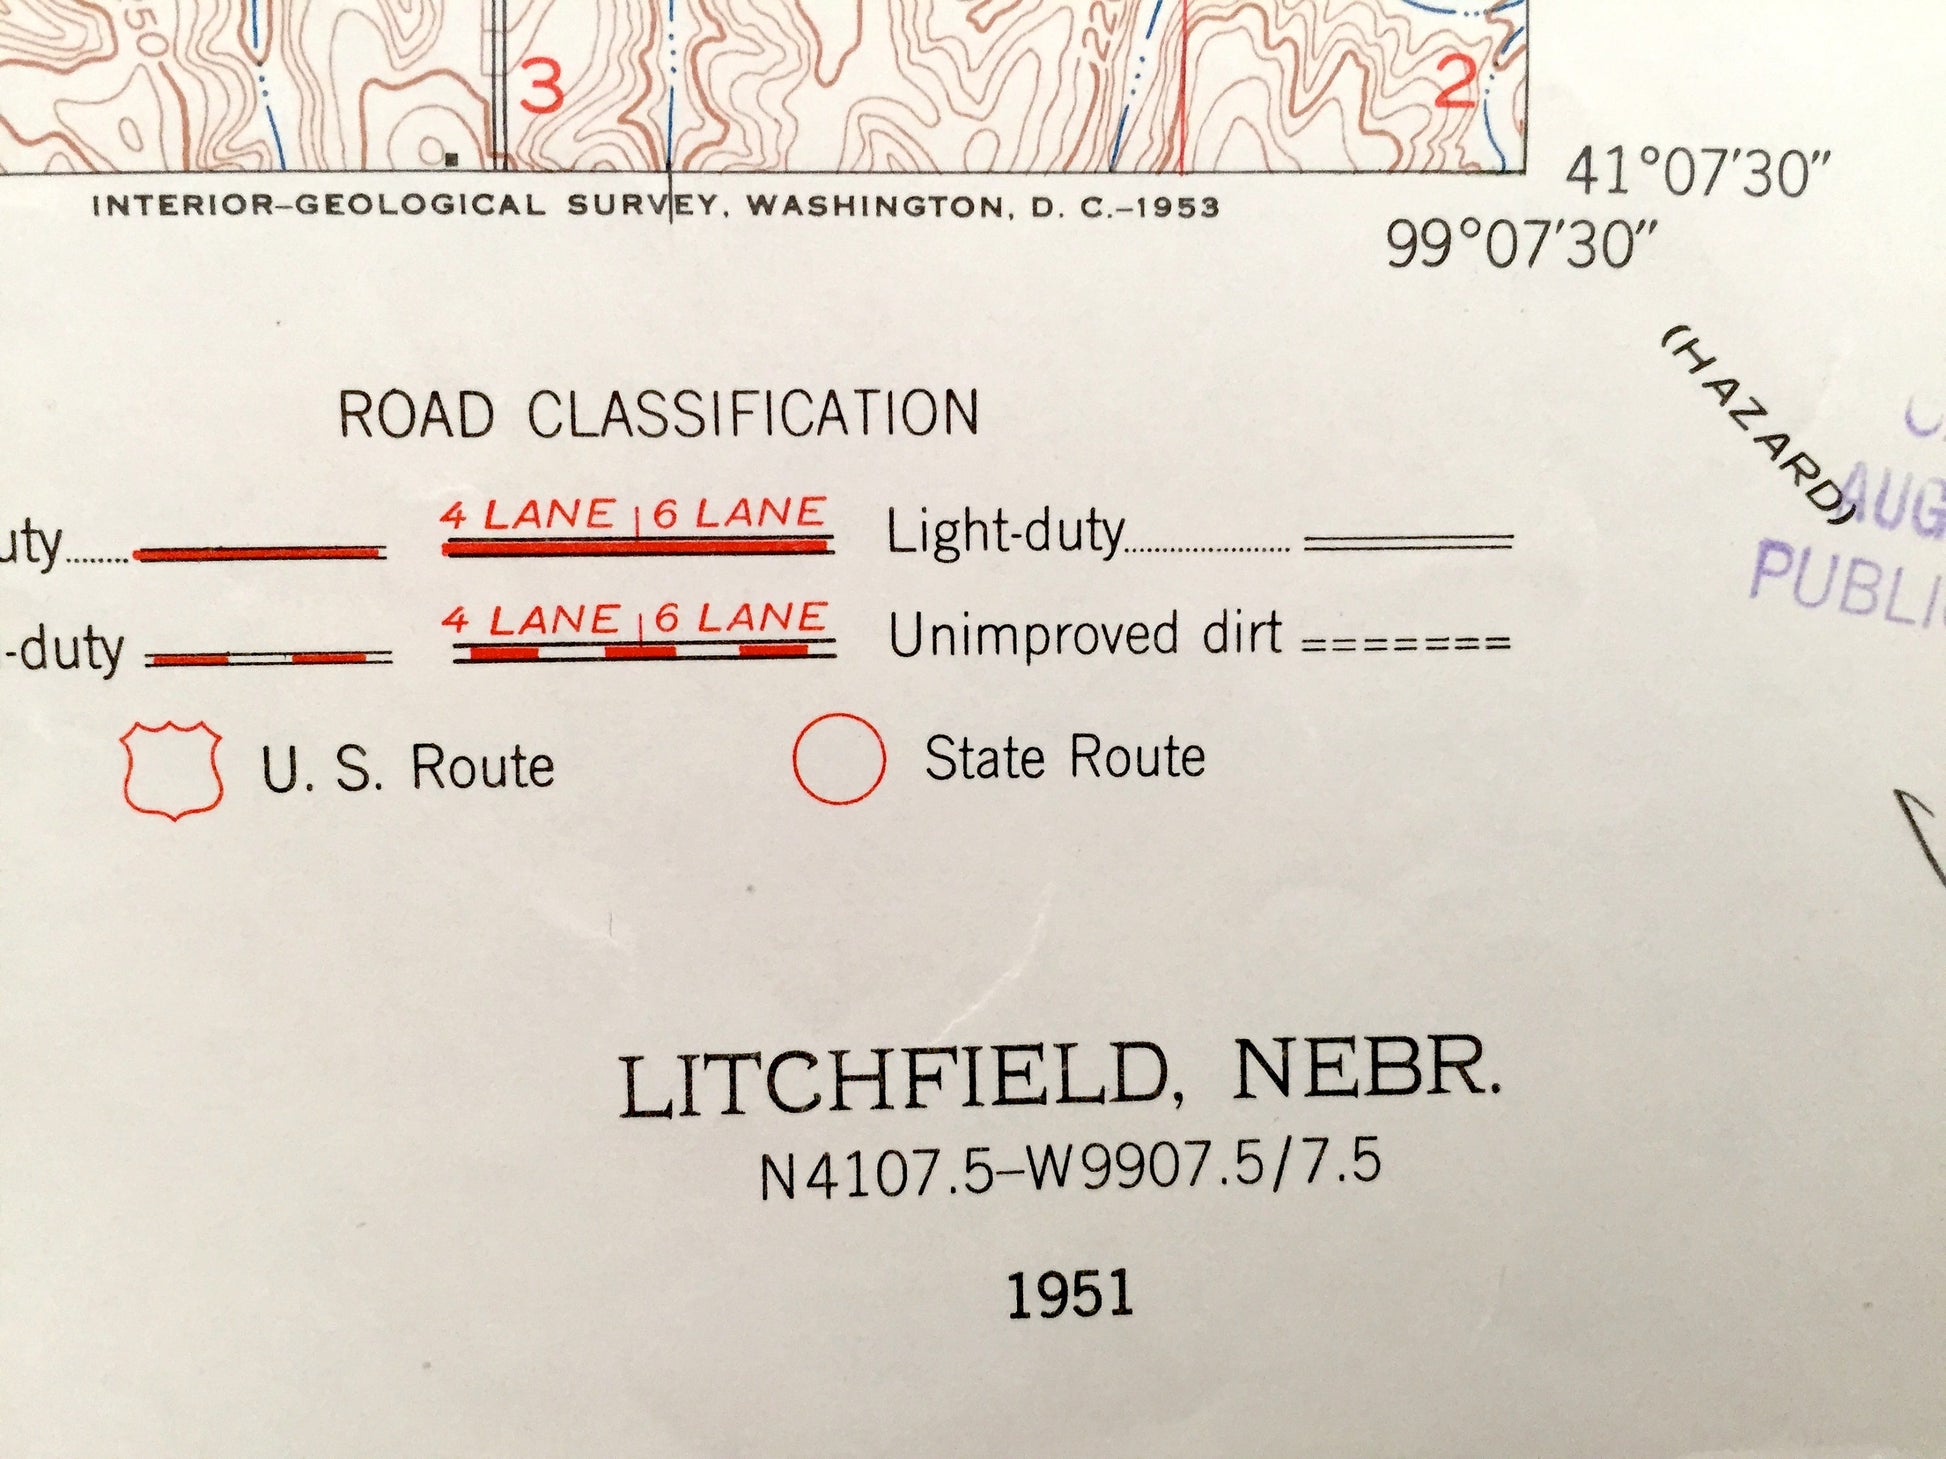 3
2
41°07′30″
INTERIOR–GEOLOGICAL SURVEY, WASHINGTON, D. C.–1953
99°07′30″
(HAZARD)
ROAD CLASSIFICATION
4 LANE | 6 LANE
Light-duty
4 LANE | 6 LANE
-duty
Unimproved dirt
U. S. Route
State Route
AUG
LITCHFIELD, NEBR.
N4107.5–W9907.5/7.5
1951